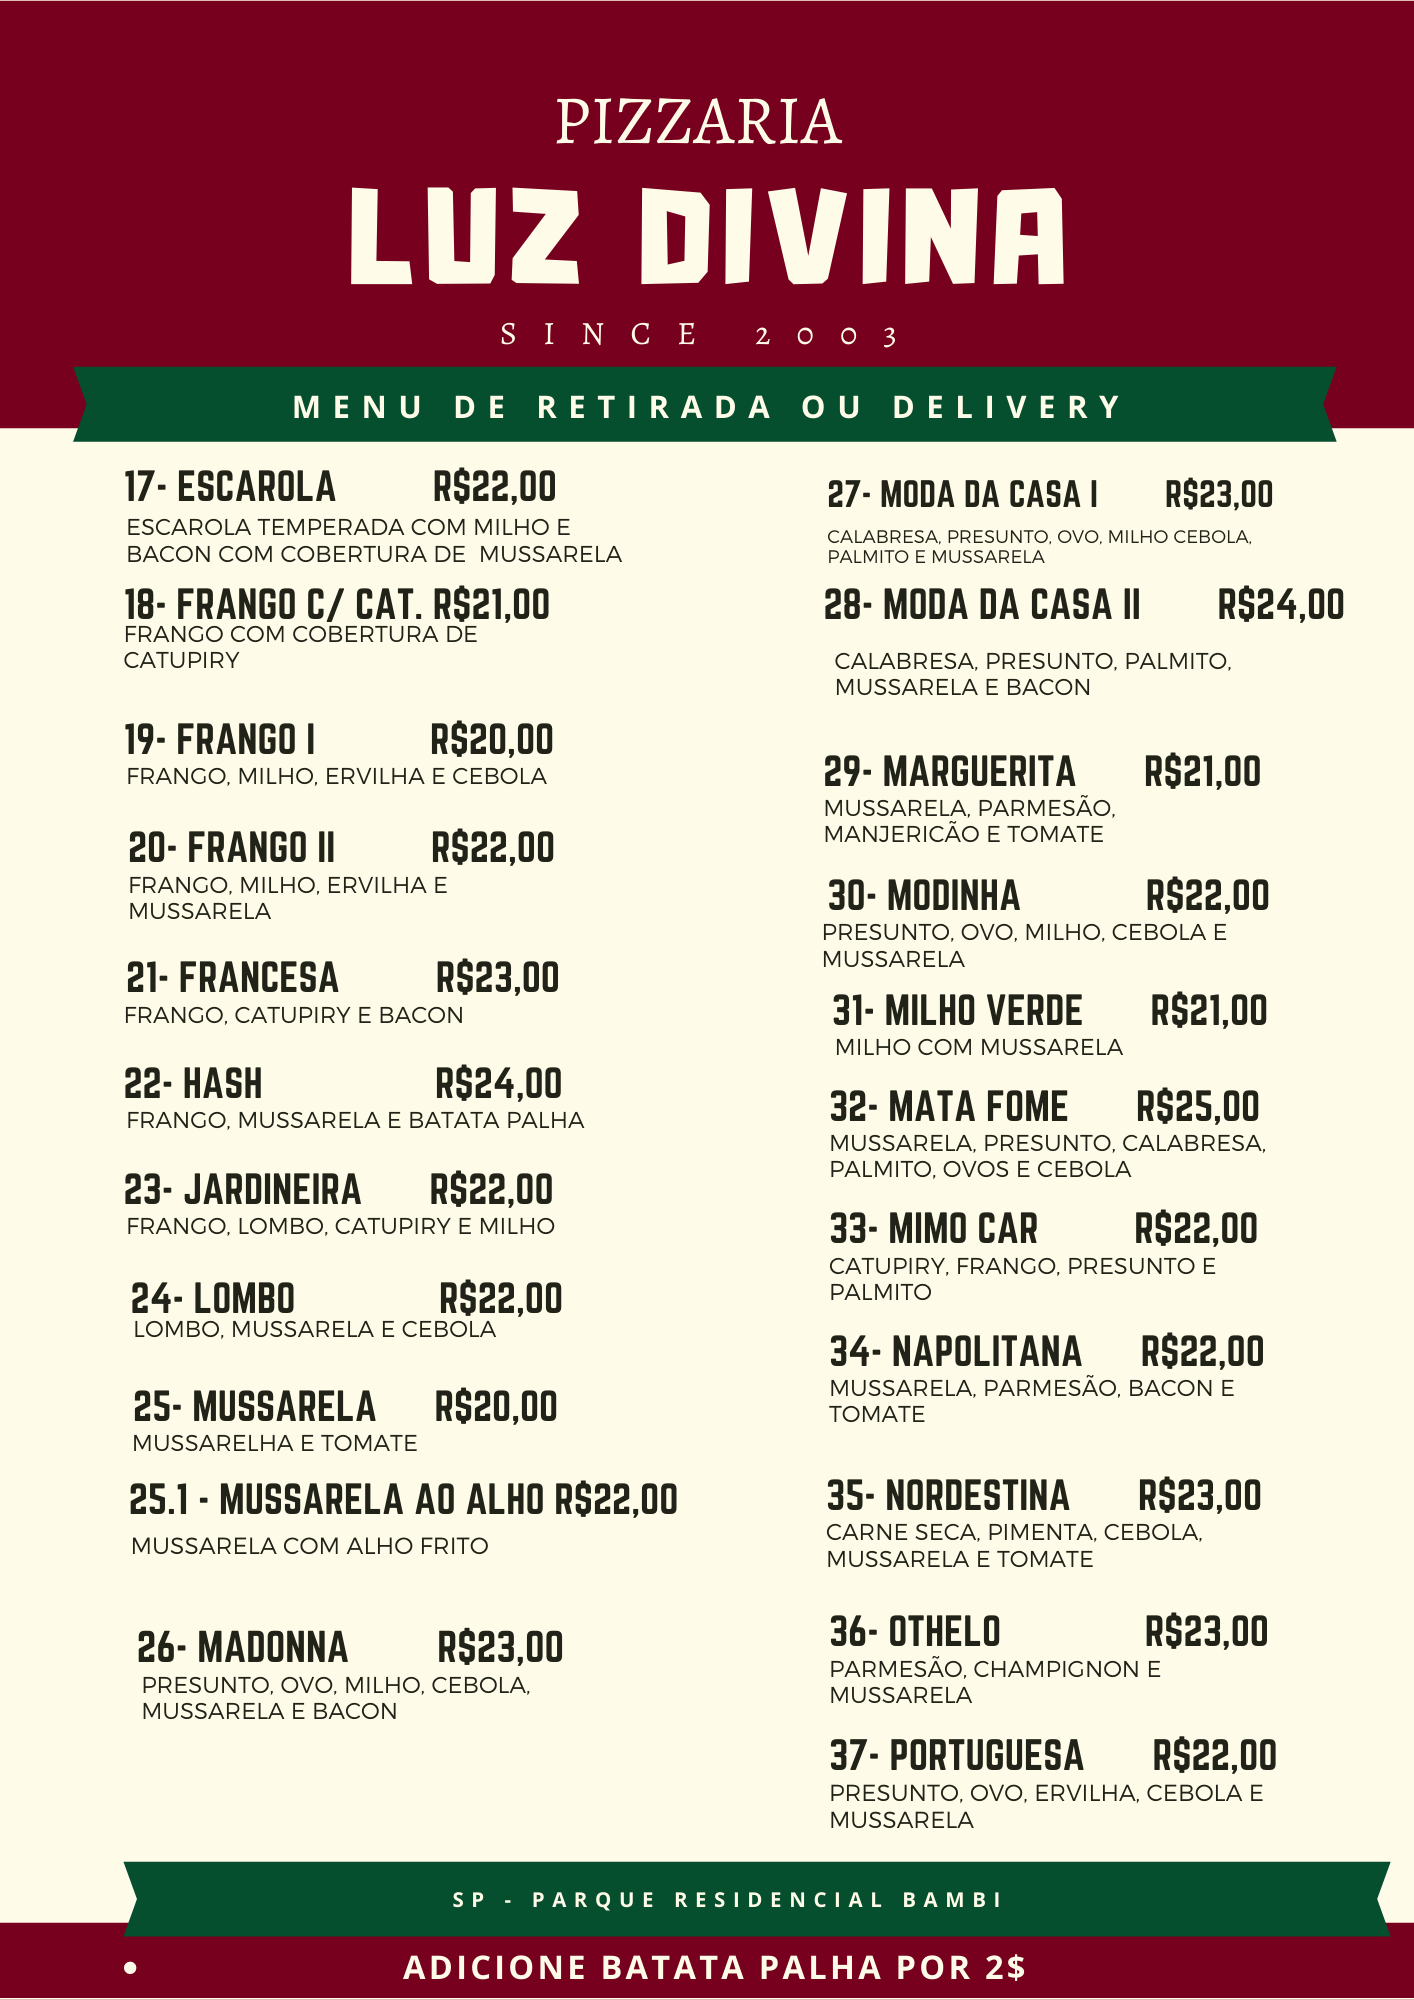 PIZZARIA
LUZ DIVINA
SINCE 2003
MENU DE RETIRADA OU DELIVERY
17- ESCAROLA R$22,00
ESCAROLA TEMPERADA COM MILHO E
BACON COM COBERTURA DE MUSSARELA
18- FRANGO C/ CAT. R$21,00
FRANGO COM COBERTURA DE
CATUPIRY
19- FRANGO I R$20,00
FRANGO, MILHO, ERVILHA E CEBOLA
20- FRANGO II R$22,00
FRANGO, MILHO, ERVILHA E
MUSSARELA
21- FRANCESA R$23,00
FRANGO, CATUPIRY E BACON
22- HASH R$24,00
FRANGO, MUSSARELA E BATATA PALHA
23- JARDINEIRA R$22,00
FRANGO, LOMBO, CATUPIRY E MILHO
24- LOMBO R$22,00
LOMBO, MUSSARELA E CEBOLA
25- MUSSARELA R$20,00
MUSSARELHA E TOMATE
25.1 - MUSSARELA AO ALHO R$22,00
MUSSARELA COM ALHO FRITO
26- MADONNA R$23,00
PRESUNTO, OVO, MILHO, CEBOLA,
MUSSARELA E BACON
27- MODA DA CASA I R$23,00
CALABRESA, PRESUNTO, OVO, MILHO CEBOLA,
PALMITO E MUSSARELA
28- MODA DA CASA II R$24,00
CALABRESA, PRESUNTO, PALMITO,
MUSSARELA E BACON
29- MARGUERITA R$21,00
MUSSARELA, PARMESÃO,
MANJERICÃO E TOMATE
30- MODINHA R$22,00
PRESUNTO, OVO, MILHO, CEBOLA E
MUSSARELA
31- MILHO VERDE R$21,00
MILHO COM MUSSARELA
32- MATA FOME R$25,00
MUSSARELA, PRESUNTO, CALABRESA,
PALMITO, OVOS E CEBOLA
33- MIMO CAR R$22,00
CATUPIRY, FRANGO, PRESUNTO E
PALMITO
34- NAPOLITANA R$22,00
MUSSARELA, PARMESÃO, BACON E
TOMATE
35- NORDESTINA R$23,00
CARNE SECA, PIMENTA, CEBOLA,
MUSSARELA E TOMATE
36- OTHELO R$23,00
PARMESÃO, CHAMPIGNON E
MUSSARELA
37- PORTUGUESA R$22,00
PRESUNTO, OVO, ERVILHA, CEBOLA E
MUSSARELA
SP - PARQUE RESIDENCIAL BAMBI
• ADICIONE BATATA PALHA POR 2$